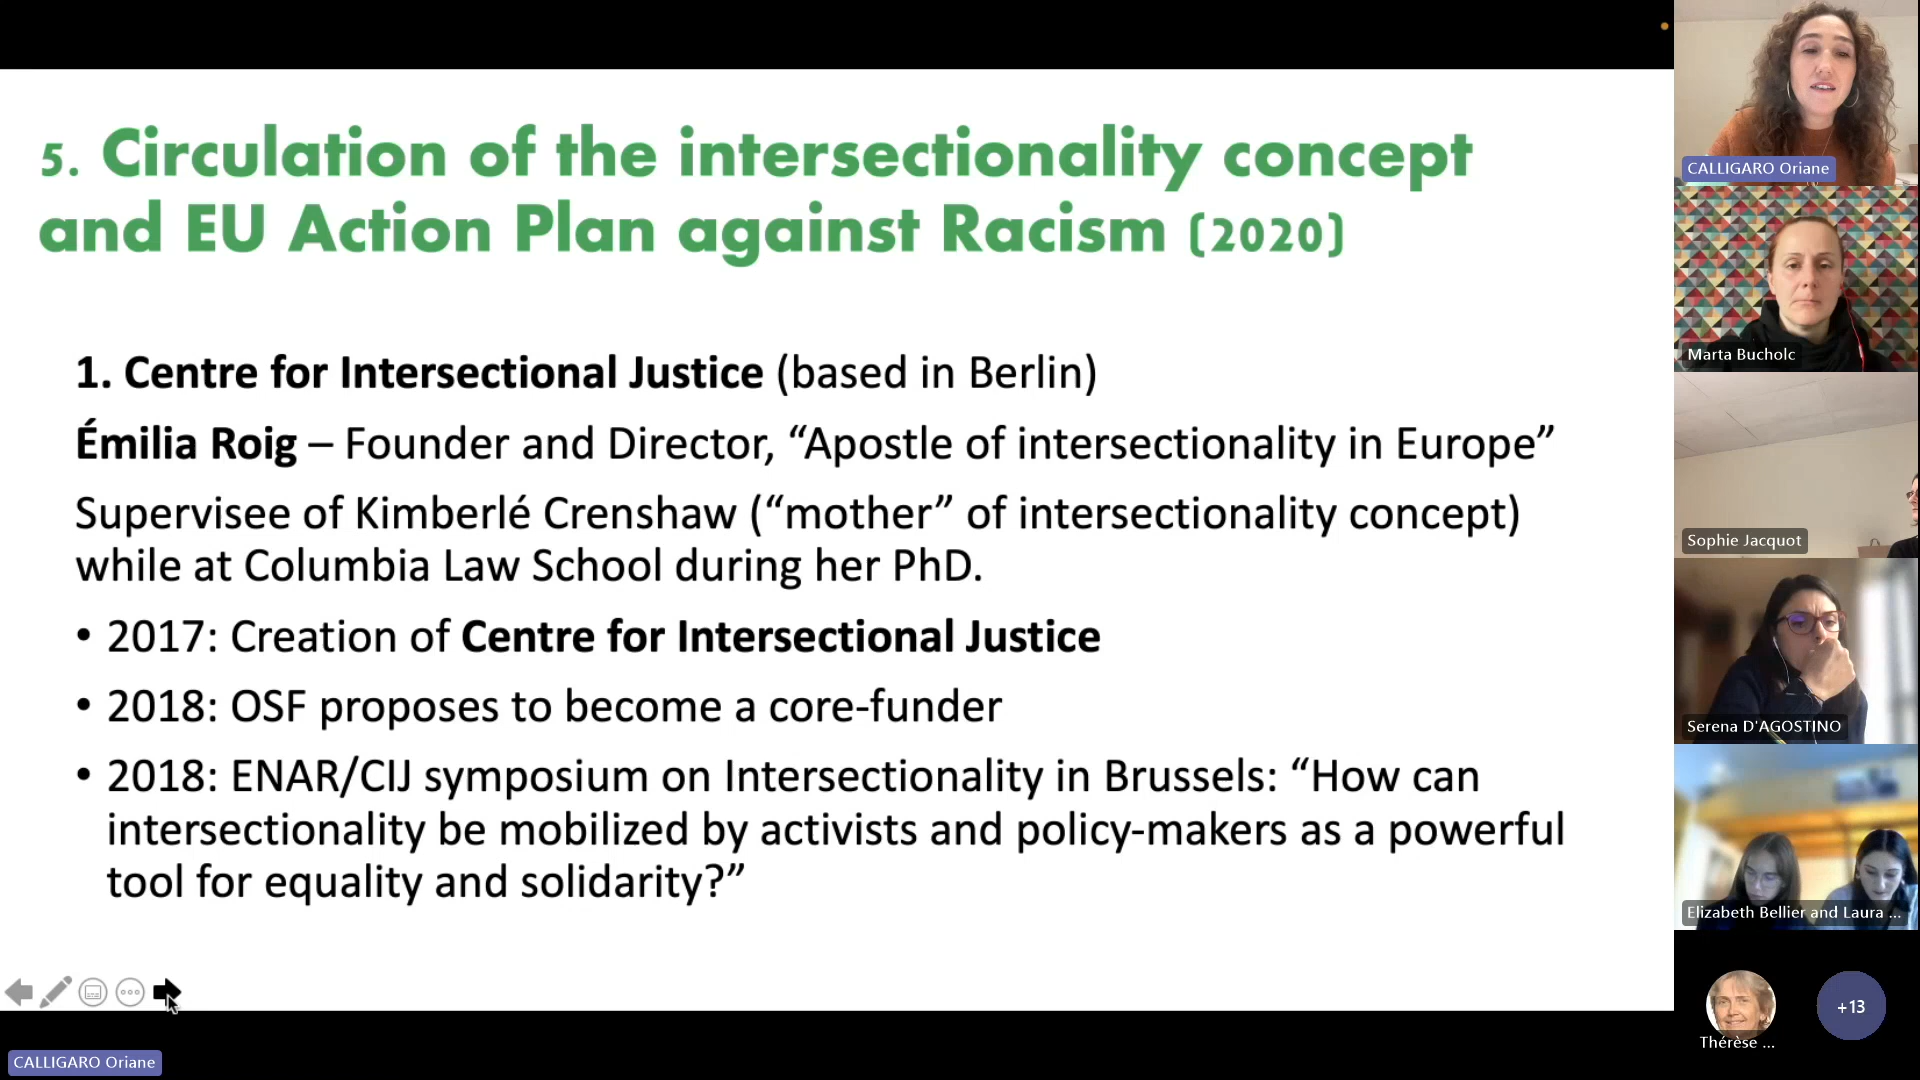 5. Circulation of the intersectionality concept
and EU Action Plan against Racism (2020)
1. Centre for Intersectional Justice (based in Berlin)
Émilia Roig – Founder and Director, “Apostle of intersectionality in Europe”
Supervisee of Kimberlé Crenshaw (“mother” of intersectionality concept)
while at Columbia Law School during her PhD.
• 2017: Creation of Centre for Intersectional Justice
• 2018: OSF proposes to become a core-funder
• 2018: ENAR/CIJ symposium on Intersectionality in Brussels: “How can
intersectionality be mobilized by activists and policy-makers as a powerful
tool for equality and solidarity?”
CALLIGARO Oriane
CALLIGARO Oriane
Marta Bucholc
Sophie Jacquot
Serena D'AGOSTINO
Elizabeth Bellier and Laura ...
Thérèse ...
+13